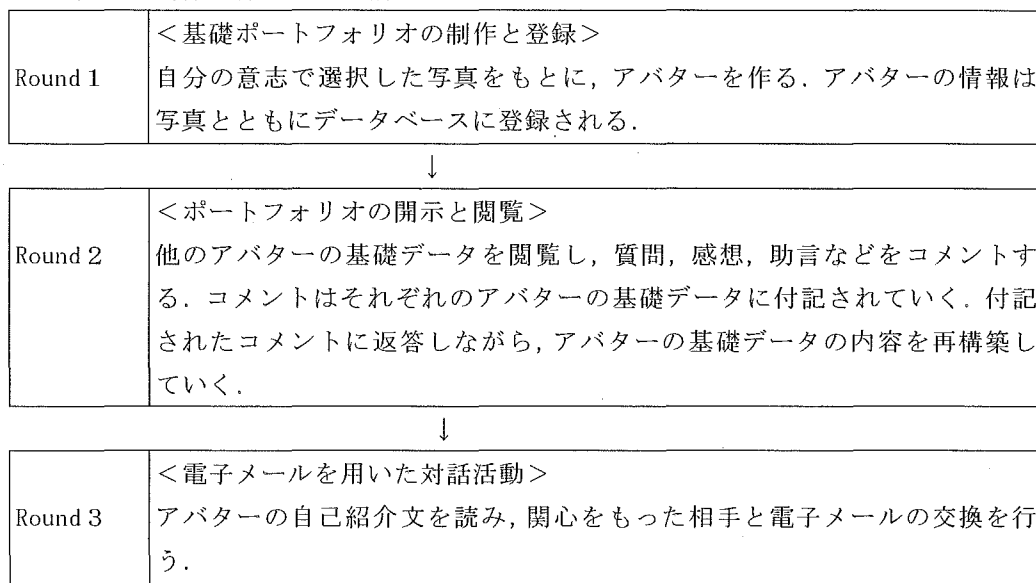 ＜基礎ポートフォリオの制作と登録＞
Round 1 自分の意志で選択した写真をもとに，アバターを作る．アバターの情報は
写真とともにデータベースに登録される．
↓
＜ポートフォリオの開示と閲覧＞
Round 2 他のアバターの基礎データを閲覧し，質問，感想，助言などをコメントす
る．コメントはそれぞれのアバターの基礎データに付記されていく．付記
されたコメントに返答しながら，アバターの基礎データの内容を再構築し
ていく．
↓
＜電子メールを用いた対話活動＞
Round 3 アバターの自己紹介文を読み，関心をもった相手と電子メールの交換を行
う．